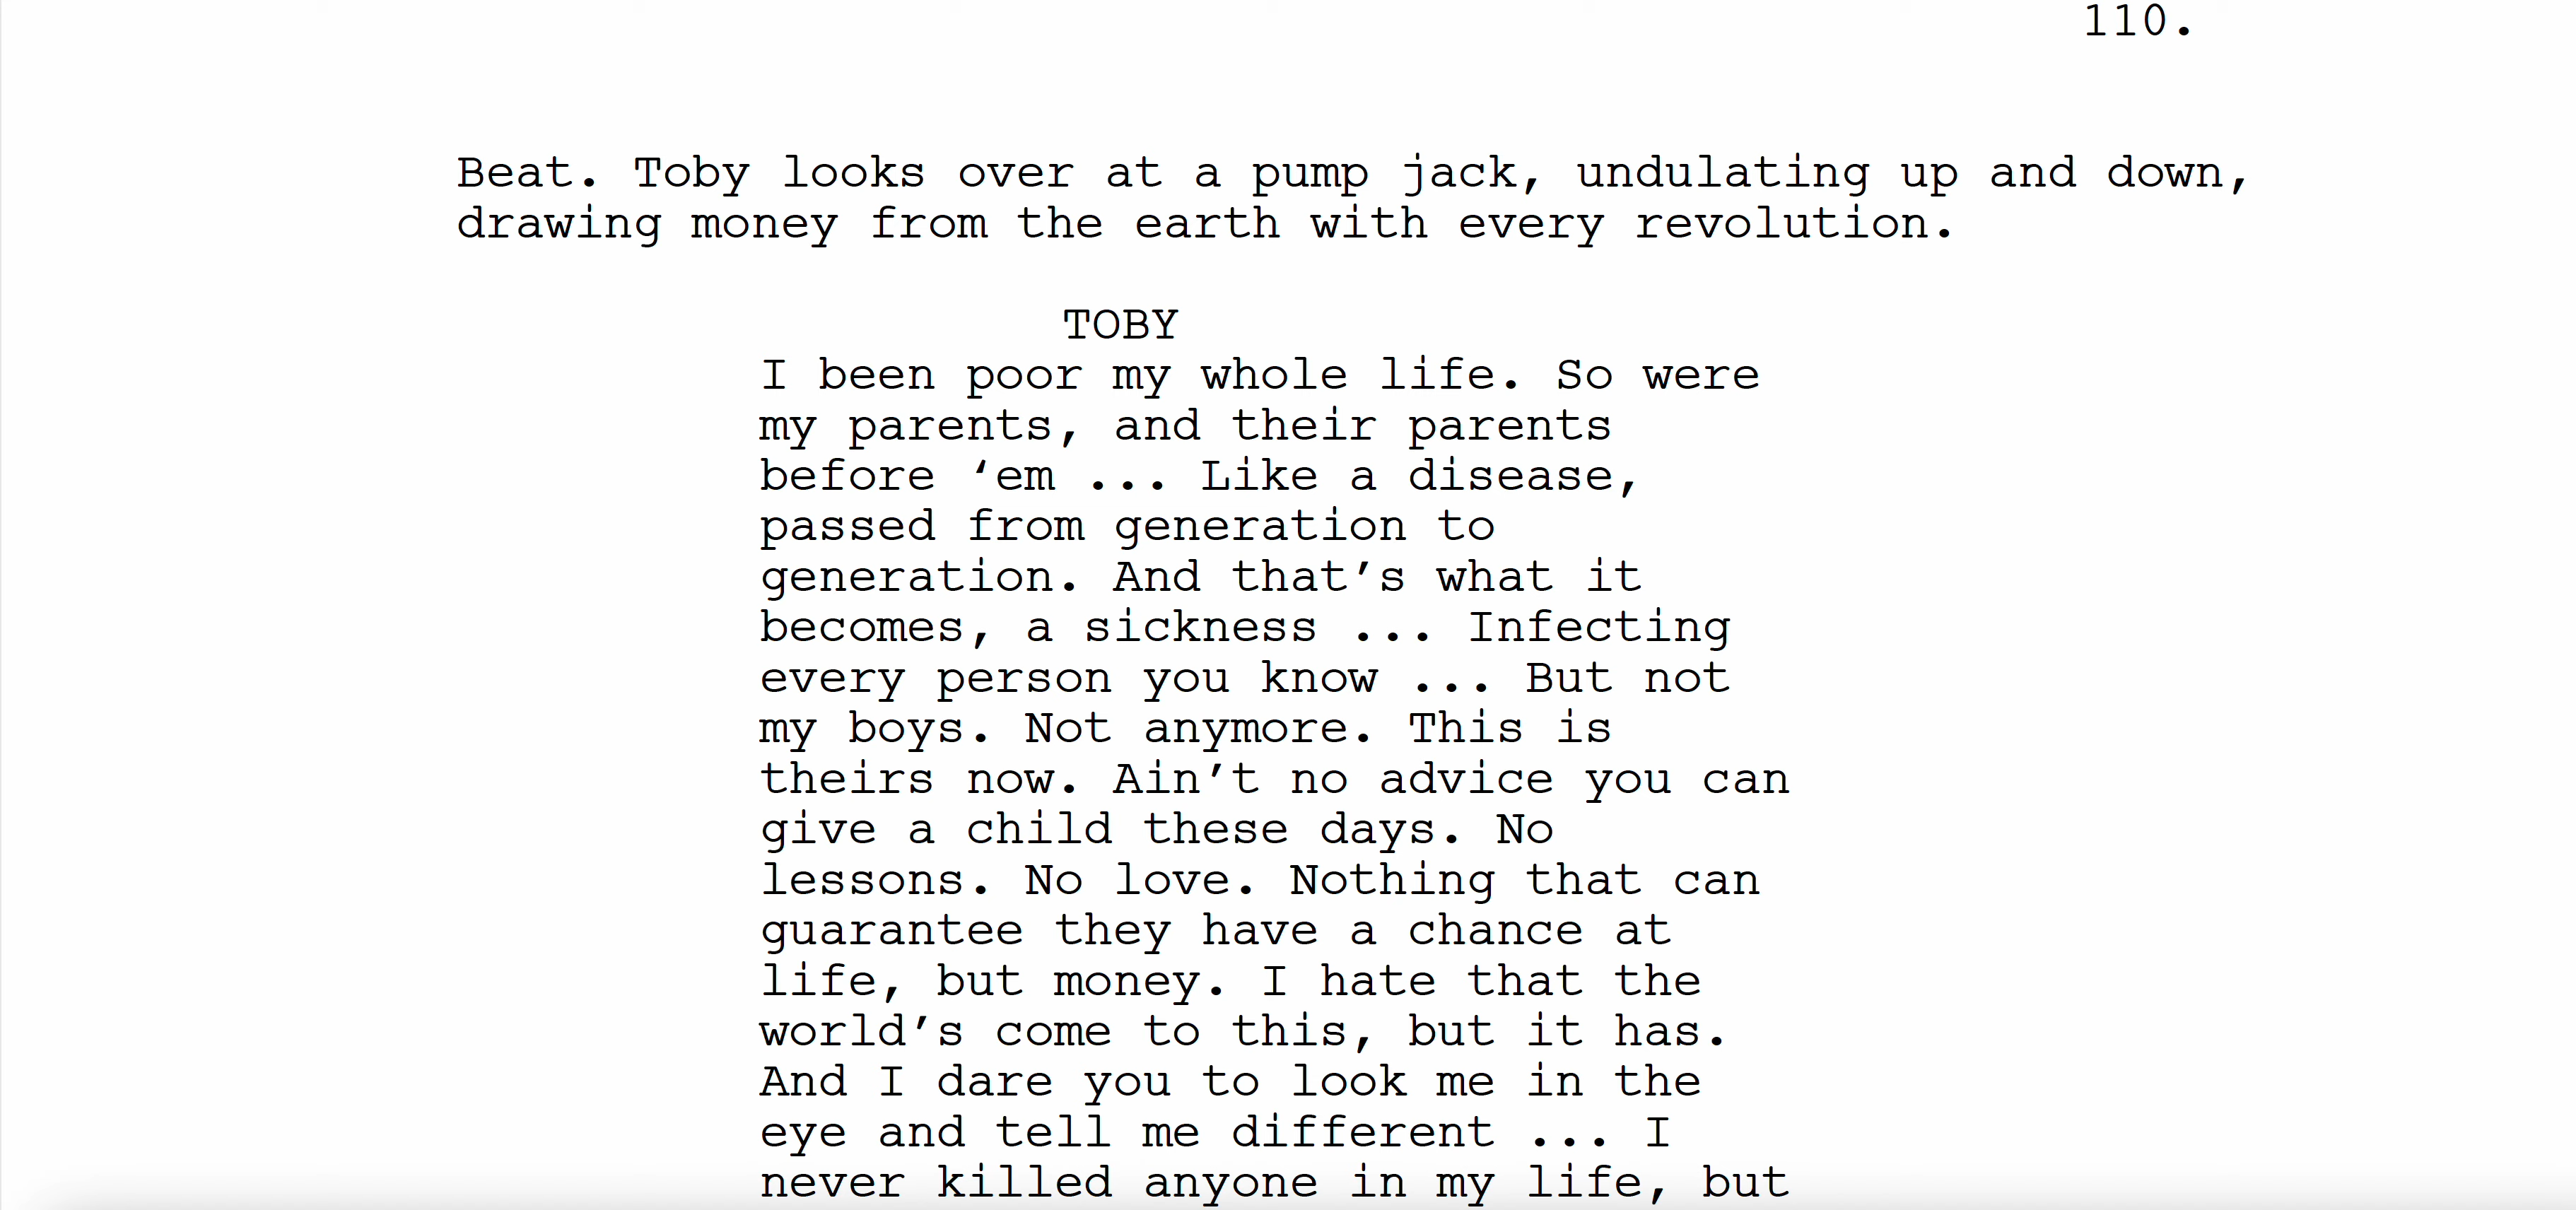 110.
Beat. Toby looks over at a pump jack, undulating up and down,
drawing money from the earth with every revolution.
TOBY
I been poor my whole life. So were
my parents, and their parents
before ‘em ... Like a disease,
passed from generation to
generation. And that’s what it
becomes, a sickness ... Infecting
every person you know ... But not
my boys. Not anymore. This is
theirs now. Ain’t no advice you can
give a child these days. No
lessons. No love. Nothing that can
guarantee they have a chance at
life, but money. I hate that the
world’s come to this, but it has.
And I dare you to look me in the
eye and tell me different ... I
never killed anyone in my life, but